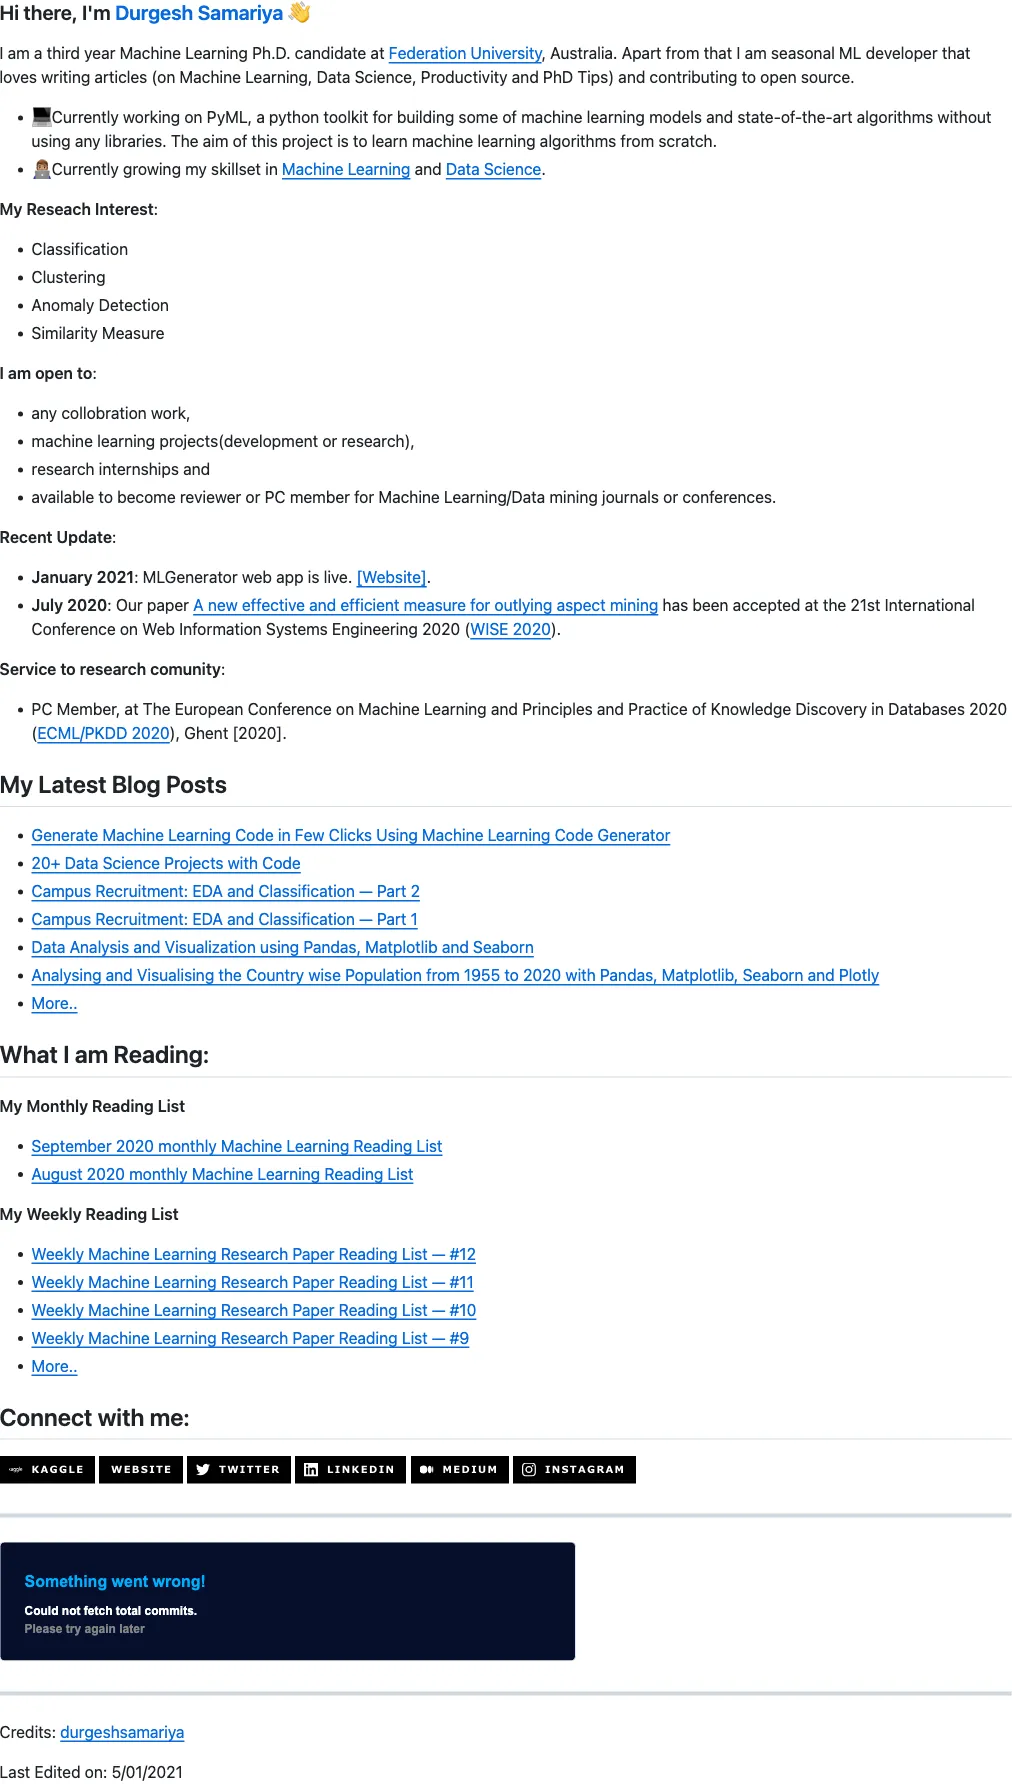 Hi there, I'm Durgesh Samariya 👋
I am a third year Machine Learning Ph.D. candidate at Federation University, Australia. Apart from that I am seasonal ML developer that
loves writing articles (on Machine Learning, Data Science, Productivity and PhD Tips) and contributing to open source.
• 💻Currently working on PyML, a python toolkit for building some of machine learning models and state-of-the-art algorithms without
using any libraries. The aim of this project is to learn machine learning algorithms from scratch.
• 👨🏽‍💻Currently growing my skillset in Machine Learning and Data Science.
My Reseach Interest:
• Classification
• Clustering
• Anomaly Detection
• Similarity Measure
I am open to:
• any collobration work,
• machine learning projects(development or research),
• research internships and
• available to become reviewer or PC member for Machine Learning/Data mining journals or conferences.
Recent Update:
• January 2021: MLGenerator web app is live. [Website].
• July 2020: Our paper A new effective and efficient measure for outlying aspect mining has been accepted at the 21st International
Conference on Web Information Systems Engineering 2020 (WISE 2020).
Service to research comunity:
• PC Member, at The European Conference on Machine Learning and Principles and Practice of Knowledge Discovery in Databases 2020
(ECML/PKDD 2020), Ghent [2020].
My Latest Blog Posts
• Generate Machine Learning Code in Few Clicks Using Machine Learning Code Generator
• 20+ Data Science Projects with Code
• Campus Recruitment: EDA and Classification — Part 2
• Campus Recruitment: EDA and Classification — Part 1
• Data Analysis and Visualization using Pandas, Matplotlib and Seaborn
• Analysing and Visualising the Country wise Population from 1955 to 2020 with Pandas, Matplotlib, Seaborn and Plotly
• More..
What I am Reading:
My Monthly Reading List
• September 2020 monthly Machine Learning Reading List
• August 2020 monthly Machine Learning Reading List
My Weekly Reading List
• Weekly Machine Learning Research Paper Reading List — #12
• Weekly Machine Learning Research Paper Reading List — #11
• Weekly Machine Learning Research Paper Reading List — #10
• Weekly Machine Learning Research Paper Reading List — #9
• More..
Connect with me:
kaggle KAGGLE WEBSITE TWITTER LINKEDIN MEDIUM INSTAGRAM
Something went wrong!
Could not fetch total commits.
Please try again later
Credits: durgeshsamariya
Last Edited on: 5/01/2021